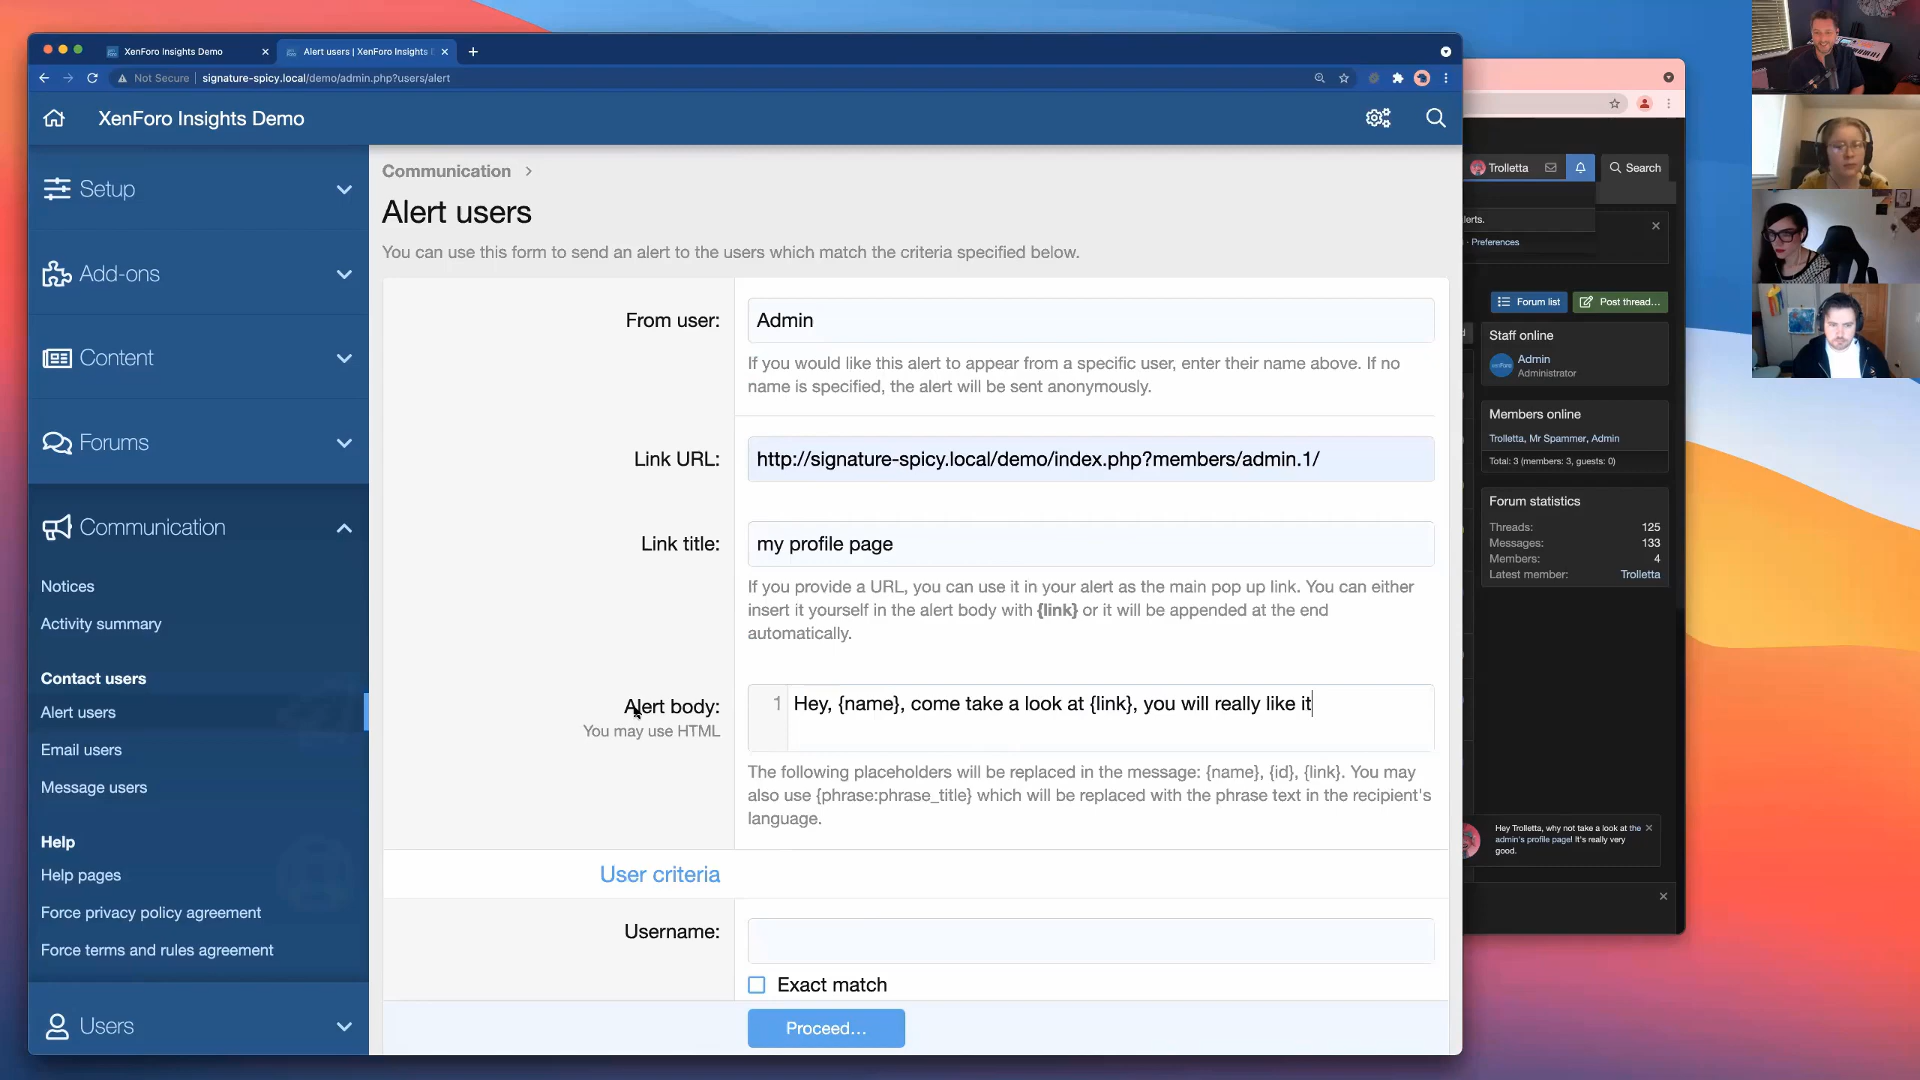 XenForo Insights Demo
Alert users | XenForo Insights
Not Secure
signature-spicy.local/demo/admin.php?users/alert
XenForo Insights Demo
Setup
Add-ons
Content
Forums
Communication
Notices
Activity summary
Contact users
Alert users
Email users
Message users
Help
Help pages
Force privacy policy agreement
Force terms and rules agreement
Users
Communication
Alert users
You can use this form to send an alert to the users which match the criteria specified below.
From user:
Admin
If you would like this alert to appear from a specific user, enter their name above. If no
name is specified, the alert will be sent anonymously.
Link URL:
http://signature-spicy.local/demo/index.php?members/admin.1/
Link title:
my profile page
If you provide a URL, you can use it in your alert as the main pop up link. You can either
insert it yourself in the alert body with {link} or it will be appended at the end
automatically.
Alert body:
You may use HTML
1
Hey, {name}, come take a look at {link}, you will really like it
The following placeholders will be replaced in the message: {name}, {id}, {link}. You may
also use {phrase:phrase_title} which will be replaced with the phrase text in the recipient's
language.
User criteria
Username:
Exact match
Proceed...
Trolletta
Search
lerts.
· Preferences
Forum list
Post thread...
Staff online
Admin
Administrator
Members online
Trolletta, Mr Spammer, Admin
Total: 3 (members: 3, guests: 0)
Forum statistics
Threads: 125
Messages: 133
Members: 4
Latest member: Trolletta
Hey Trolletta, why not take a look at the
admin's profile page! It's really very
good.